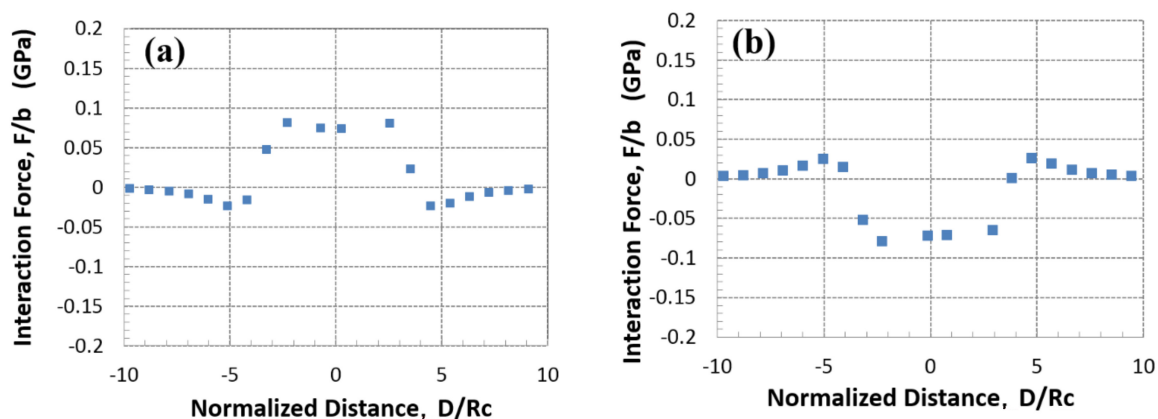 (a)
Interaction Force, F/b (GPa)
0.2
0.15
0.1
0.05
0
-0.05
-0.1
-0.15
-0.2
-10 -5 0 5 10
Normalized Distance, D/Rc
(b)
Interaction Force, F/b (GPa)
0.2
0.15
0.1
0.05
0
-0.05
-0.1
-0.15
-0.2
-10 -5 0 5 10
Normalized Distance, D/Rc